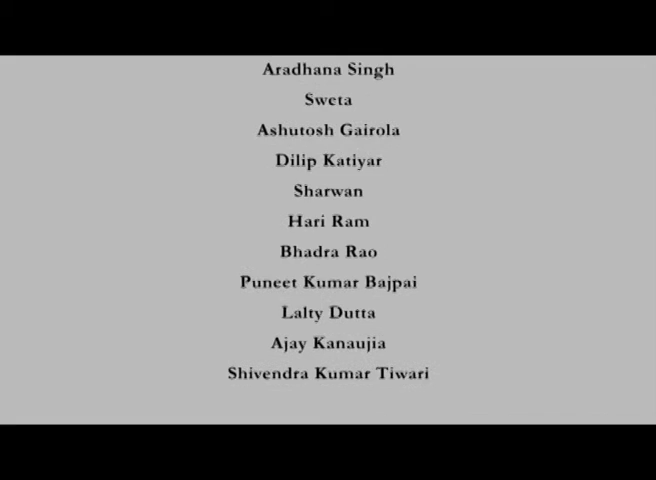 Aradhana Singh
Sweta
Ashutosh Gairola
Dilip Katiyar
Sharwan
Hari Ram
Bhadra Rao
Puneet Kumar Bajpai
Lalty Dutta
Ajay Kanaujia
Shivendra Kumar Tiwari